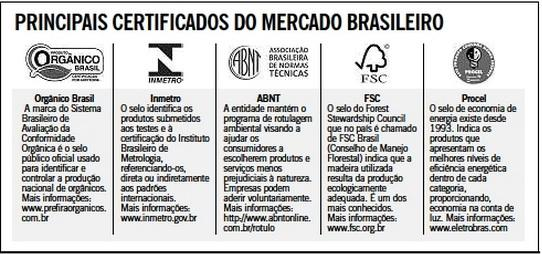 PRINCIPAIS CERTIFICADOS DO MERCADO BRASILEIRO
PRODUTO
ORGÂNICO
BRASIL
INMETRO
ABNT
ASSOCIAÇÃO
BRASILEIRA
DE NORMAS
TÉCNICAS
FSC
PROCEL
Orgânico Brasil
A marca do Sistema
Brasileiro de
Avaliação da
Conformidade
Orgânica é o selo
público oficial usado
para identificar e
controlar a produção
nacional de orgânicos.
Mais informações:
www.prefiraorganicos.
com.br
Inmetro
O selo identifica os
produtos submetidos
aos testes e à
certificação do Instituto
Brasileiro de
Metrologia,
referenciando-os,
direta ou indiretamente
aos padrões
internacionais.
Mais informações:
www.inmetro.gov.br
ABNT
A entidade mantém o
programa de rotulagem
ambiental visando a
ajudar os
consumidores a
escolherem produtos e
serviços menos
prejudiciais à natureza.
Empresas podem
aderir voluntariamente.
Mais informações:
http://www.abntonline.
com.br/rotulo
FSC
O selo do Forest
Stewardship Council
que no país é chamado
de FSC Brasil
(Conselho de Manejo
Florestal) indica que a
madeira utilizada
resulta da produção
ecologicamente
adequada. É um dos
mais conhecidos.
Mais informações:
www.fsc.org.br
Procel
O selo de economia de
energia existe desde
1993. Indica os
produtos que
apresentam os
melhores níveis de
eficiência energética
dentro de cada
categoria,
proporcionando,
economia na conta de
luz. Mais informações:
www.eletrobras.com